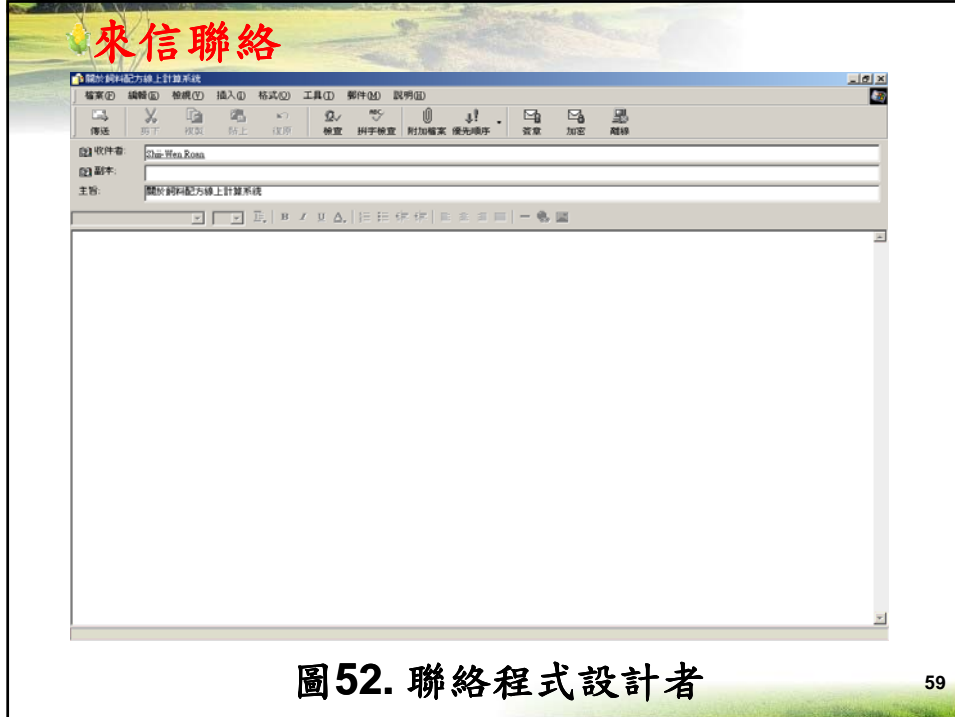 來信聯絡
關於飼料配方線上計算系統
檔案(F) 編輯(E) 檢視(V) 插入(I) 格式(O) 工具(T) 郵件(M) 說明(H)
傳送 剪下 複製 貼上 復原 檢查 拼字檢查 附加檔案 優先順序 簽章 加密 離線
收件者: Shii-Wen Roan
副本:
主旨: 關於飼料配方線上計算系統
B I U A
圖52. 聯絡程式設計者
59